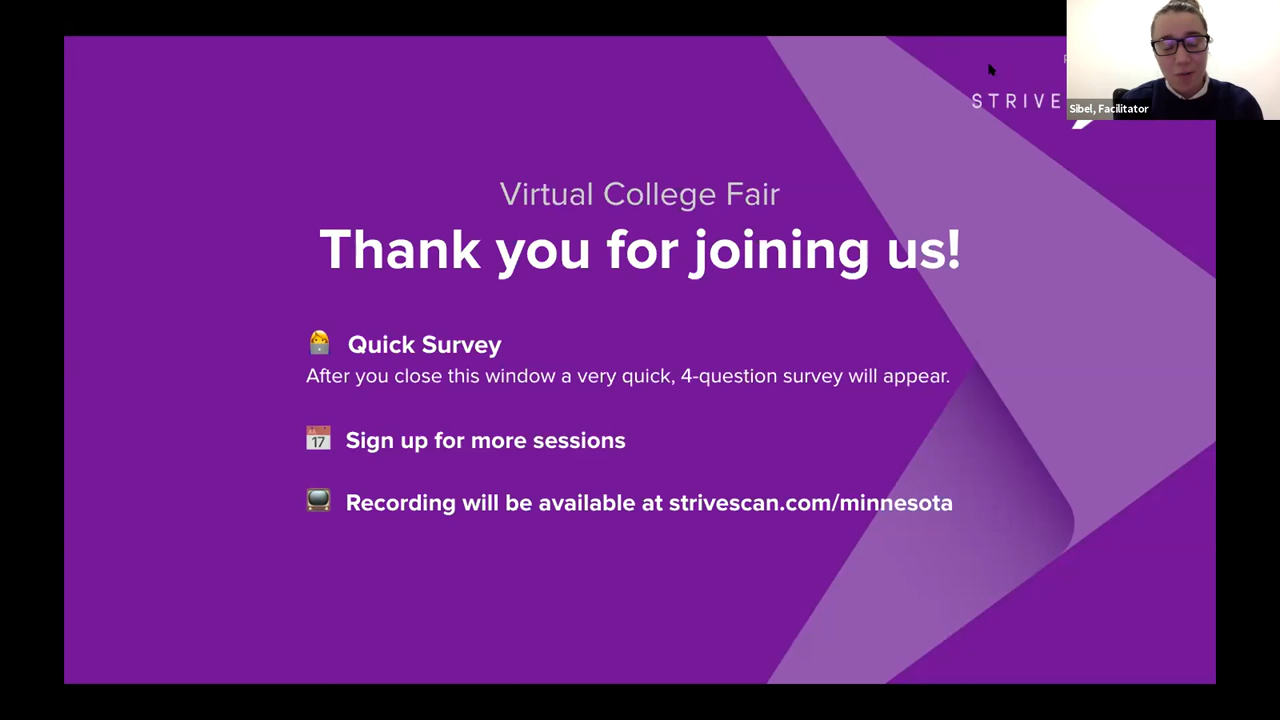 STRIVE
Sibel, Facilitator
Virtual College Fair
Thank you for joining us!
Quick Survey
After you close this window a very quick, 4-question survey will appear.
17
Sign up for more sessions
Recording will be available at strivescan.com/minnesota